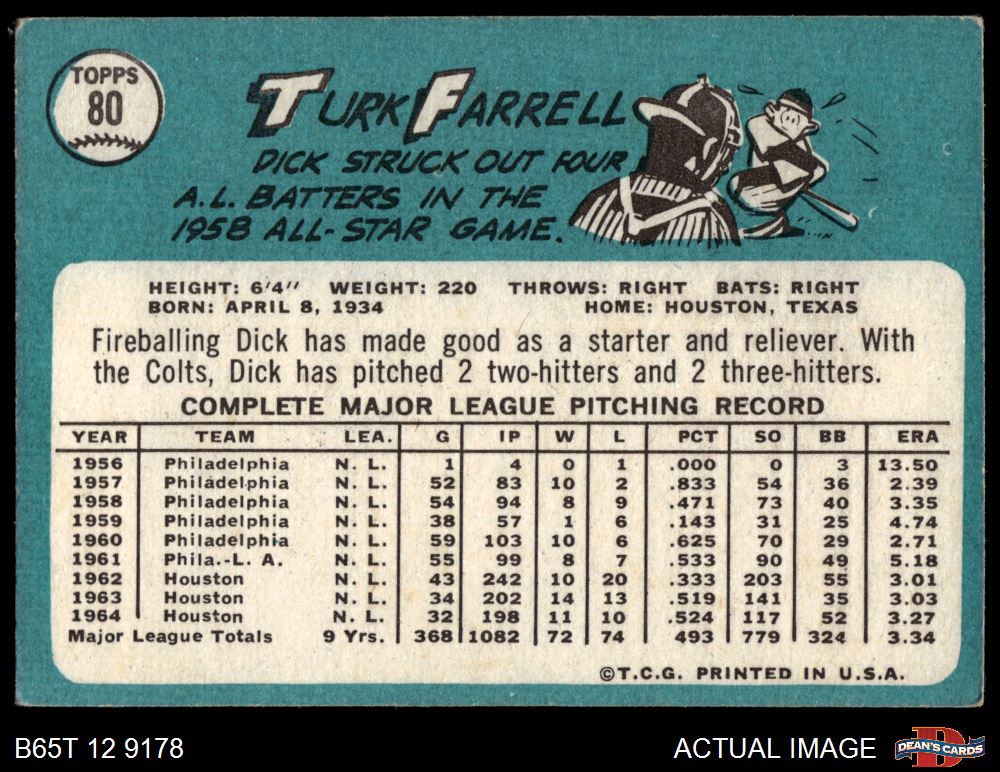 TOPPS
80
TURK FARRELL
DICK STRUCK OUT FOUR
A.L. BATTERS IN THE
1958 ALL-STAR GAME.
HEIGHT: 6'4" WEIGHT: 220 THROWS: RIGHT BATS: RIGHT
BORN: APRIL 8, 1934 HOME: HOUSTON, TEXAS
Fireballing Dick has made good as a starter and reliever. With
the Colts, Dick has pitched 2 two-hitters and 2 three-hitters.
COMPLETE MAJOR LEAGUE PITCHING RECORD
YEAR TEAM LEA. G IP W L PCT SO BB ERA
1956 Philadelphia N. L. 1 4 0 1 .000 0 3 13.50
1957 Philadelphia N. L. 52 83 10 2 .833 54 36 2.39
1958 Philadelphia N. L. 54 94 8 9 .471 73 40 3.35
1959 Philadelphia N. L. 38 57 1 6 .143 31 25 4.74
1960 Philadelphia N. L. 59 103 10 6 .625 70 29 2.71
1961 Phila.-L. A. N. L. 55 99 8 7 .533 90 49 5.18
1962 Houston N. L. 43 242 10 20 .333 203 55 3.01
1963 Houston N. L. 34 202 14 13 .519 141 35 3.03
1964 Houston N. L. 32 198 11 10 .524 117 52 3.27
Major League Totals 9 Yrs. 368 1082 72 74 493 779 324 3.34
©T.C.G. PRINTED IN U.S.A.
B65T 12 9178 ACTUAL IMAGE
D
DEAN'S CARDS